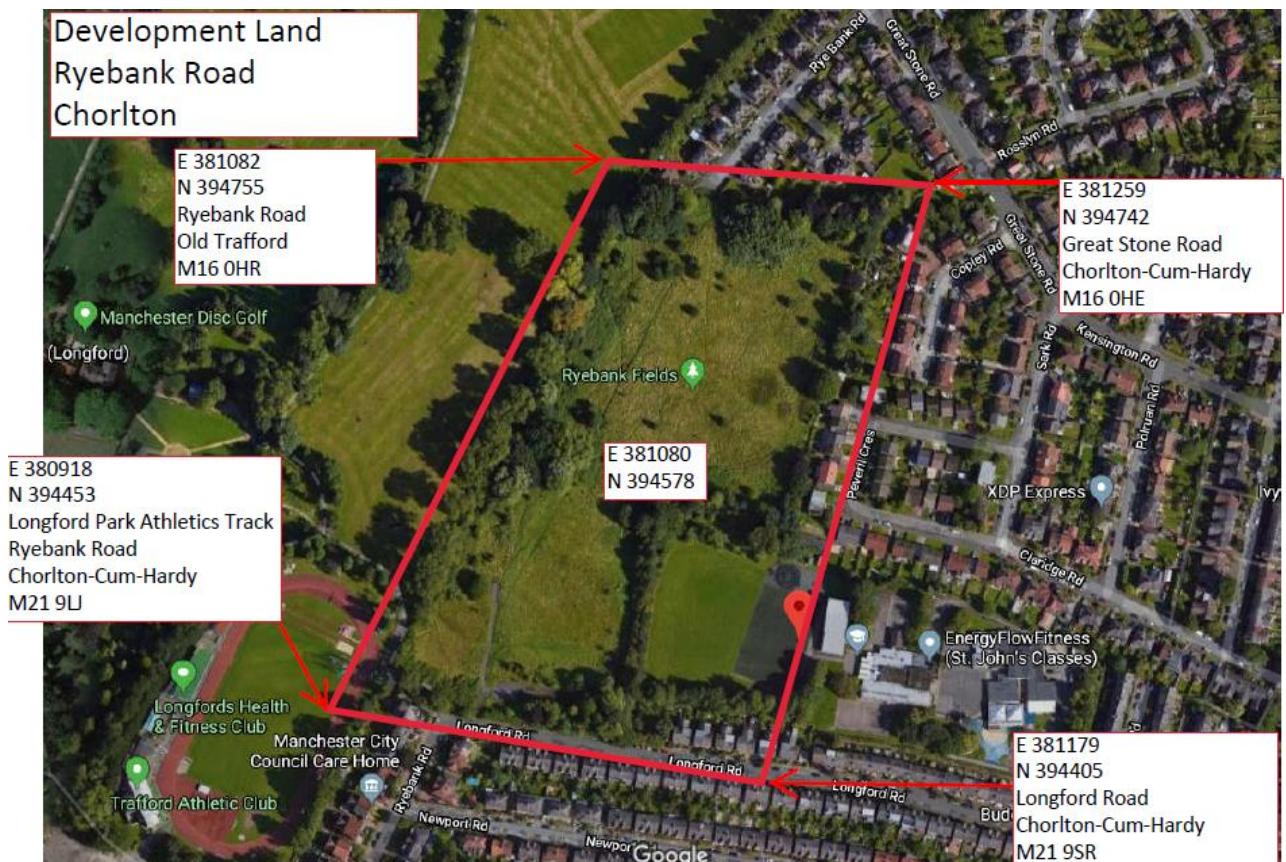 Development Land
Ryebank Road
Chorlton
E 381082
N 394755
Ryebank Road
Old Trafford
M16 0HR
E 381259
N 394742
Great Stone Road
Chorlton-Cum-Hardy
M16 0HE
Rye Bank Rd
Great Stone Rd
Rosslyn Rd
Great Stone Rd
Copley Rd
Kensington Rd
Sark Rd
Polruan Rd
Manchester Disc Golf
(Longford)
Ryebank Fields
E 381080
N 394578
Peveril Cres
XDP Express
Claridge Rd
E 380918
N 394453
Longford Park Athletics Track
Ryebank Road
Chorlton-Cum-Hardy
M21 9LJ
EnergyFlowFitness
(St. John's Classes)
Longfords Health
& Fitness Club
Manchester City
Council Care Home
Trafford Athletic Club
Ryebank Rd
Longford Rd
Longford Rd
Longford Rd
Newport Rd
Google
E 381179
N 394405
Longford Road
Chorlton-Cum-Hardy
M21 9SR